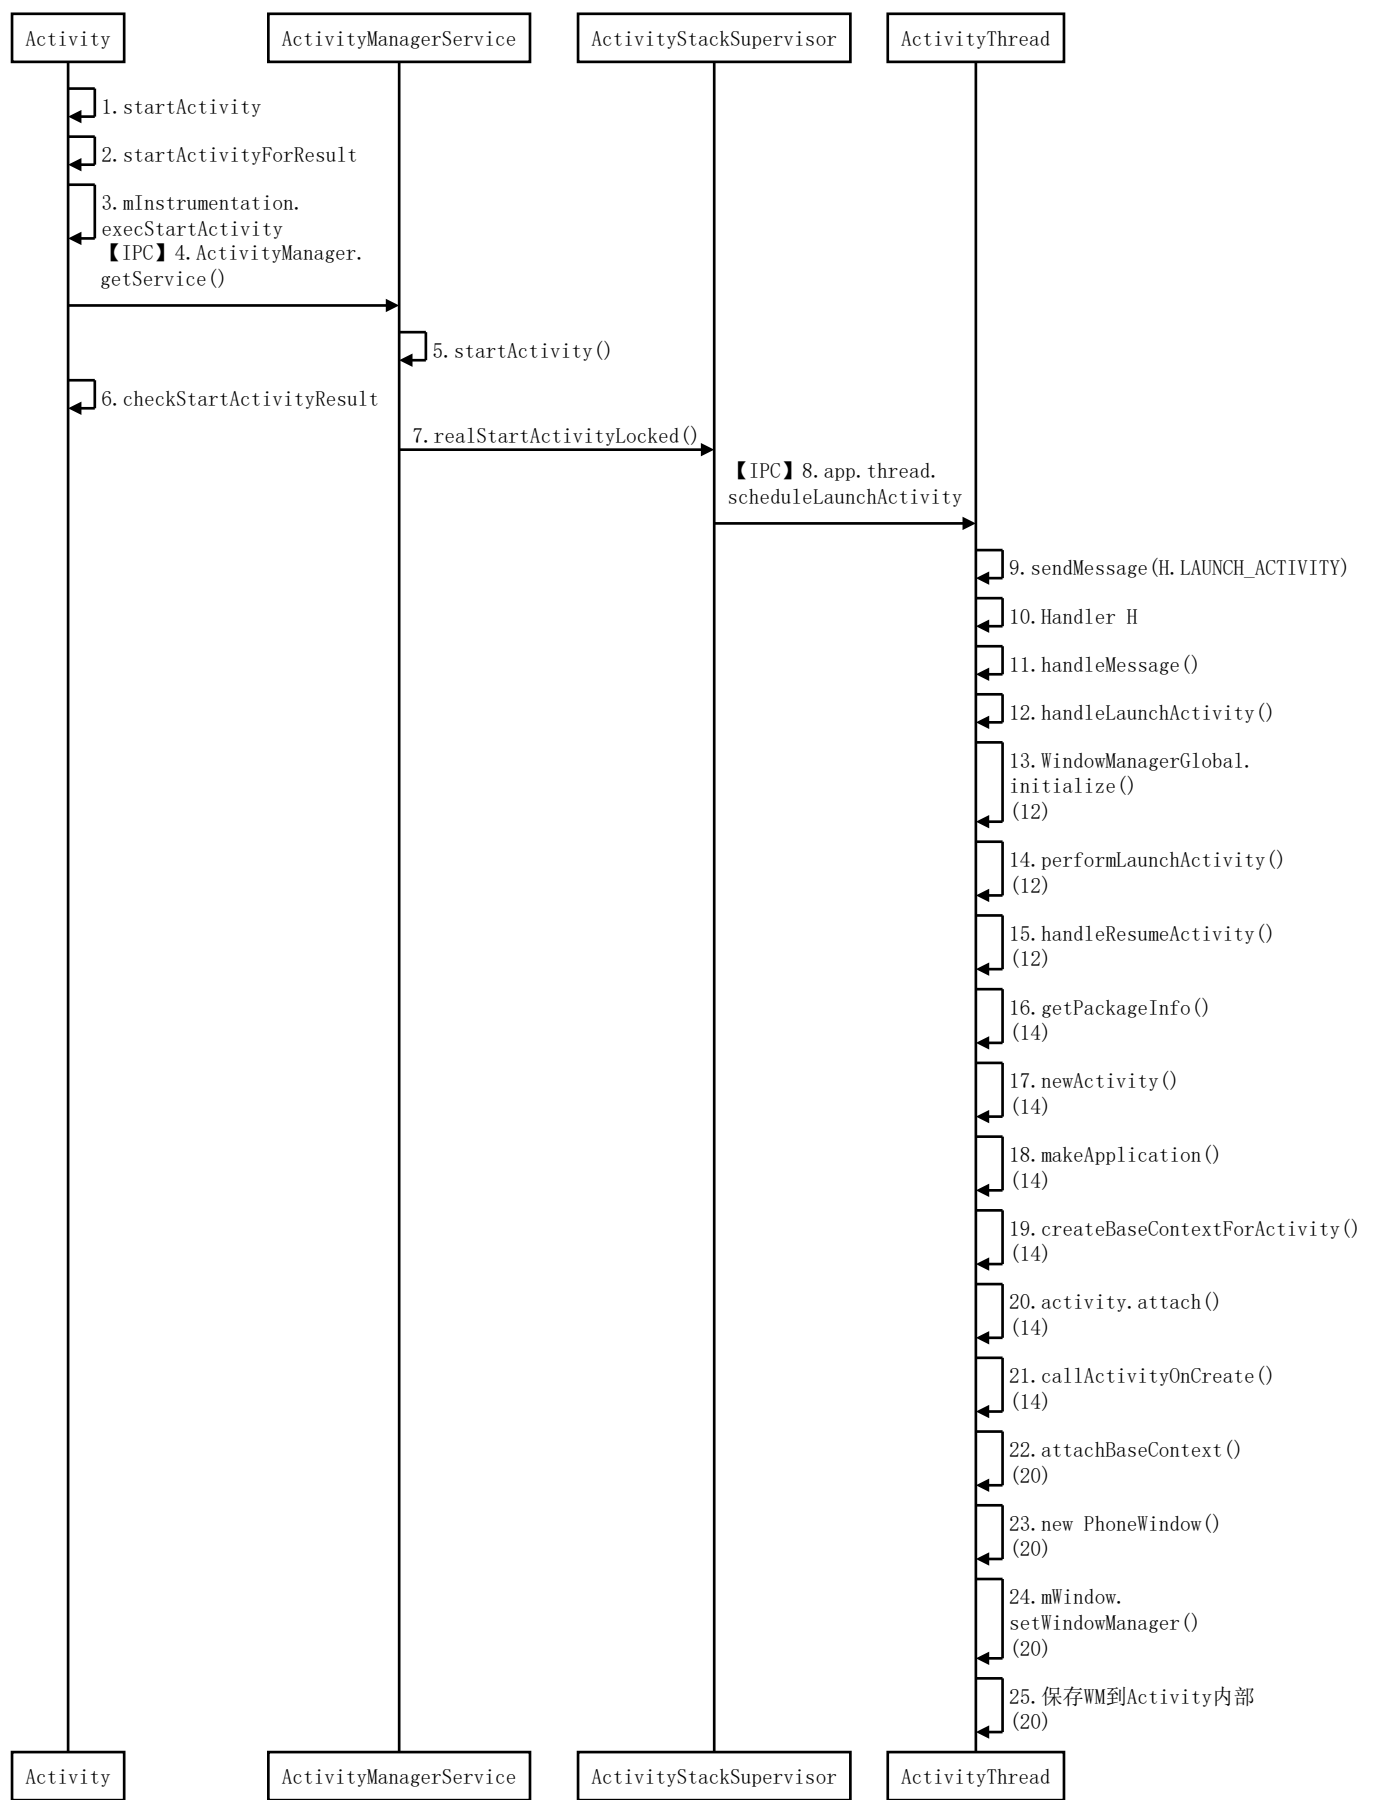 Activity
ActivityManagerService
ActivityStackSupervisor
ActivityThread
1.startActivity
2.startActivityForResult
3.mInstrumentation.
execStartActivity
【IPC】4.ActivityManager.
getService()
5.startActivity()
6.checkStartActivityResult
7.realStartActivityLocked()
【IPC】8.app.thread.
scheduleLaunchActivity
9.sendMessage(H.LAUNCH_ACTIVITY)
10.Handler H
11.handleMessage()
12.handleLaunchActivity()
13.WindowManagerGlobal.
initialize()
(12)
14.performLaunchActivity()
(12)
15.handleResumeActivity()
(12)
16.getPackageInfo()
(14)
17.newActivity()
(14)
18.makeApplication()
(14)
19.createBaseContextForActivity()
(14)
20.activity.attach()
(14)
21.callActivityOnCreate()
(14)
22.attachBaseContext()
(20)
23.new PhoneWindow()
(20)
24.mWindow.
setWindowManager()
(20)
25.保存WM到Activity内部
(20)
Activity
ActivityManagerService
ActivityStackSupervisor
ActivityThread